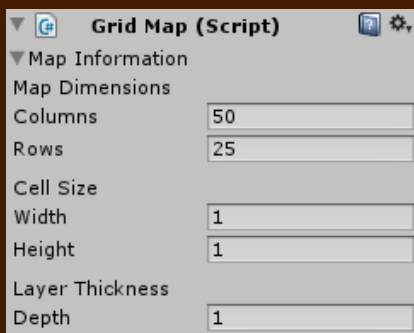 Grid Map (Script)
Map Information
Map Dimensions
Columns 50
Rows 25
Cell Size
Width 1
Height 1
Layer Thickness
Depth 1